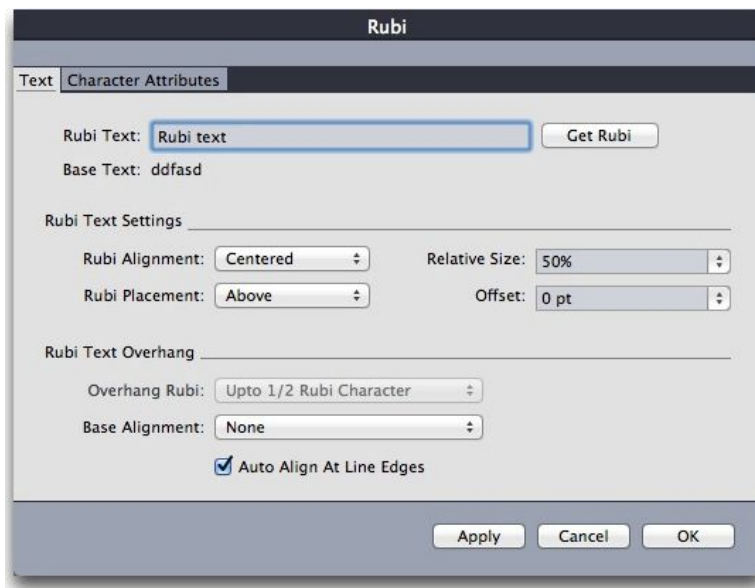 Rubi
Text Character Attributes
Rubi Text: Rubi text Get Rubi
Base Text: ddfasd
Rubi Text Settings
Rubi Alignment: Centered Relative Size: 50%
Rubi Placement: Above Offset: 0 pt
Rubi Text Overhang
Overhang Rubi: Upto 1/2 Rubi Character
Base Alignment: None
Auto Align At Line Edges
Apply Cancel OK